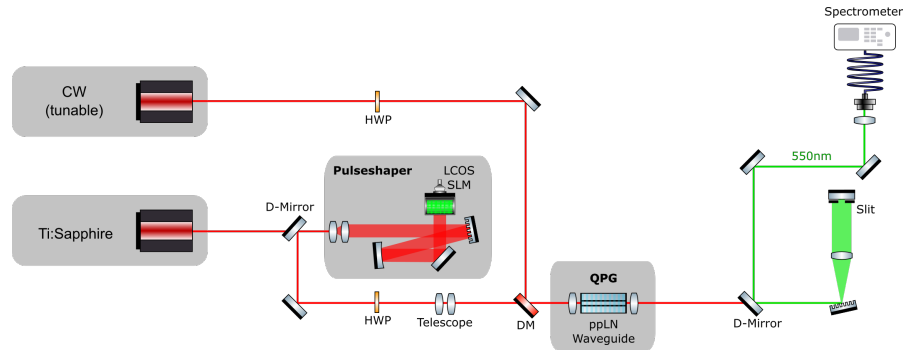 Spectrometer
CW
(tunable)
HWP
550nm
Pulseshaper
LCOS
SLM
D-Mirror
Slit
Ti:Sapphire
QPG
HWP
Telescope
DM
ppLN
Waveguide
D-Mirror